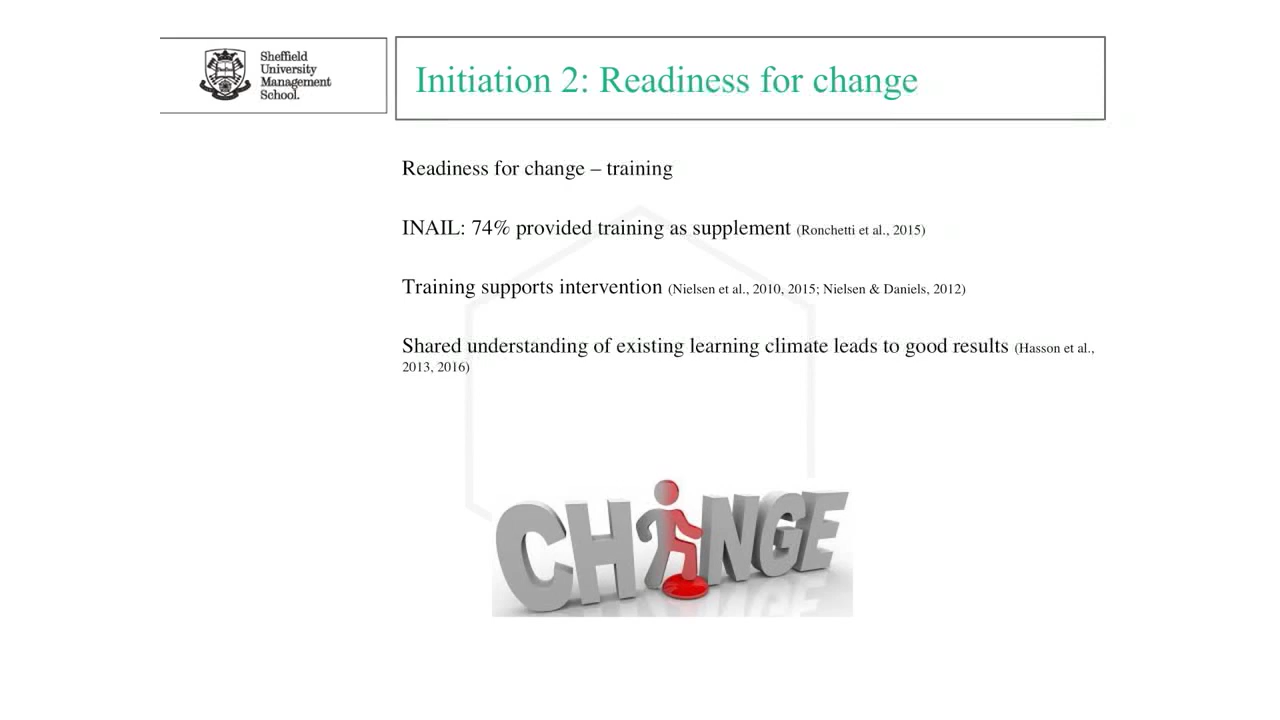 Sheffield
University
Management
School.
Initiation 2: Readiness for change
Readiness for change – training
INAIL: 74% provided training as supplement (Ronchetti et al., 2015)
Training supports intervention (Nielsen et al., 2010, 2015; Nielsen & Daniels, 2012)
Shared understanding of existing learning climate leads to good results (Hasson et al.,
2013, 2016)
CHANGE